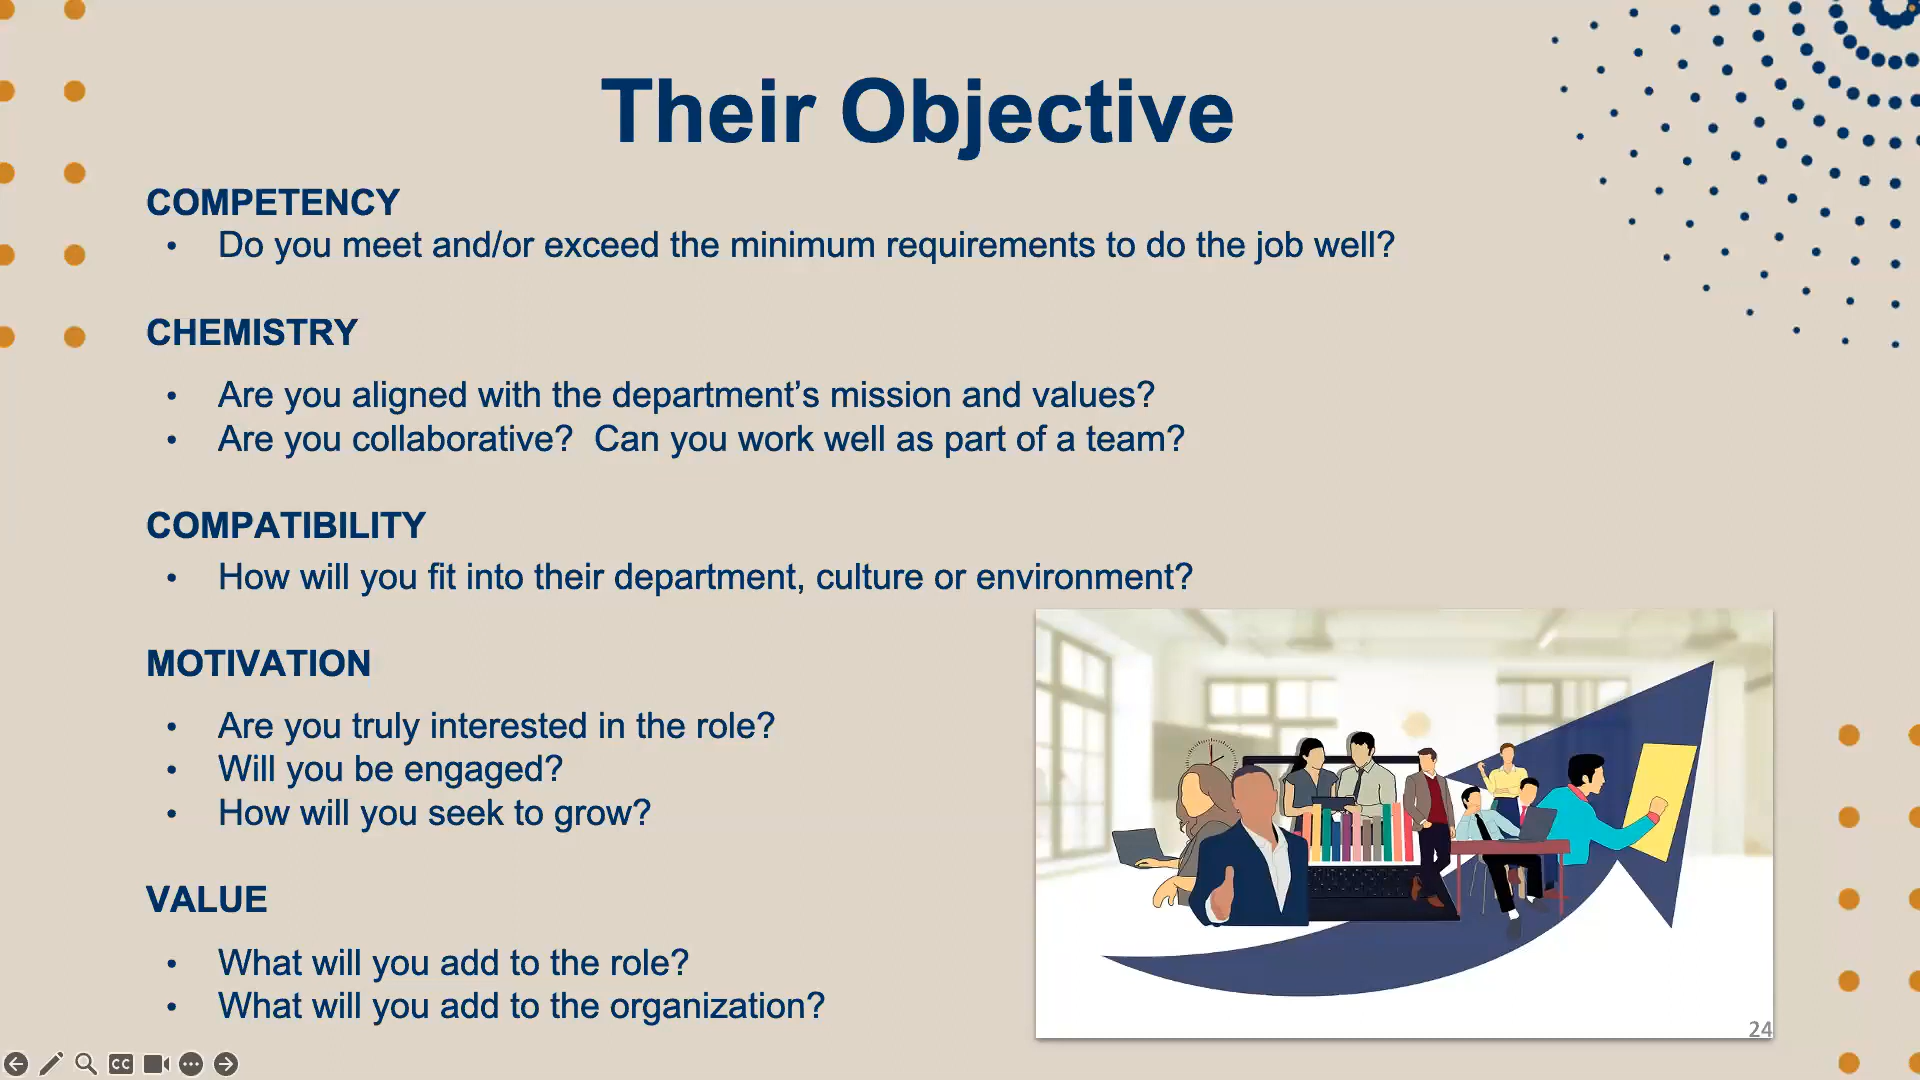 Their Objective
COMPETENCY
• Do you meet and/or exceed the minimum requirements to do the job well?
CHEMISTRY
• Are you aligned with the department’s mission and values?
• Are you collaborative?  Can you work well as part of a team?
COMPATIBILITY
• How will you fit into their department, culture or environment?
MOTIVATION
• Are you truly interested in the role?
• Will you be engaged?
• How will you seek to grow?
VALUE
• What will you add to the role?
• What will you add to the organization?
24
CC